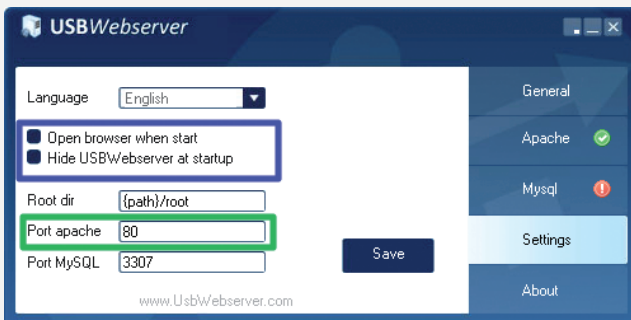 USBWebserver
Language English
Open browser when start
Hide USBWebserver at startup
Root dir {path}/root
Port apache 80
Port MySQL 3307
Save
www.UsbWebserver.com
General
Apache
Mysql
Settings
About